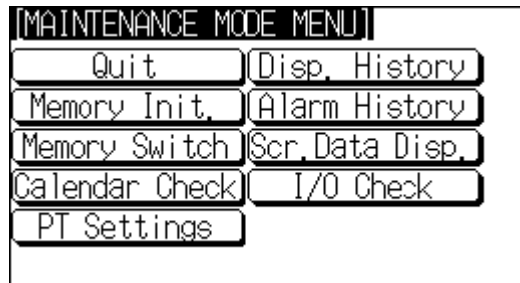 [MAINTENANCE MODE MENU]
Quit Disp. History
Memory Init. Alarm History
Memory Switch Scr.Data Disp.
Calendar Check I/O Check
PT Settings